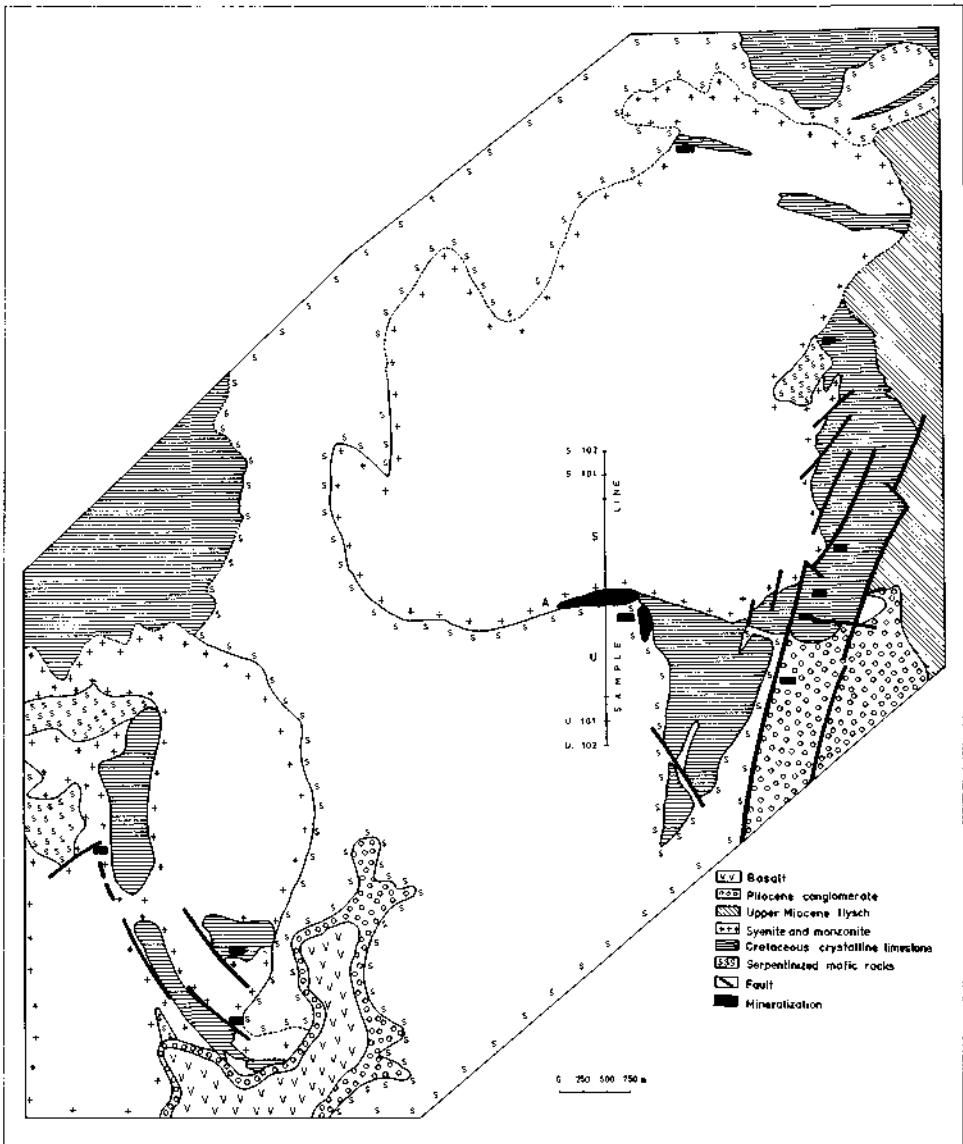 S 102
S 101
LINE
S
A
U
SAMPLE
U 101
U. 102
Basalt
Pliocene conglomerate
Upper Miocene flysch
Syenite and monzonite
Cretaceous crystalline limestone
Serpentinized mafic rocks
Fault
Mineralization
0 250 500 750 m